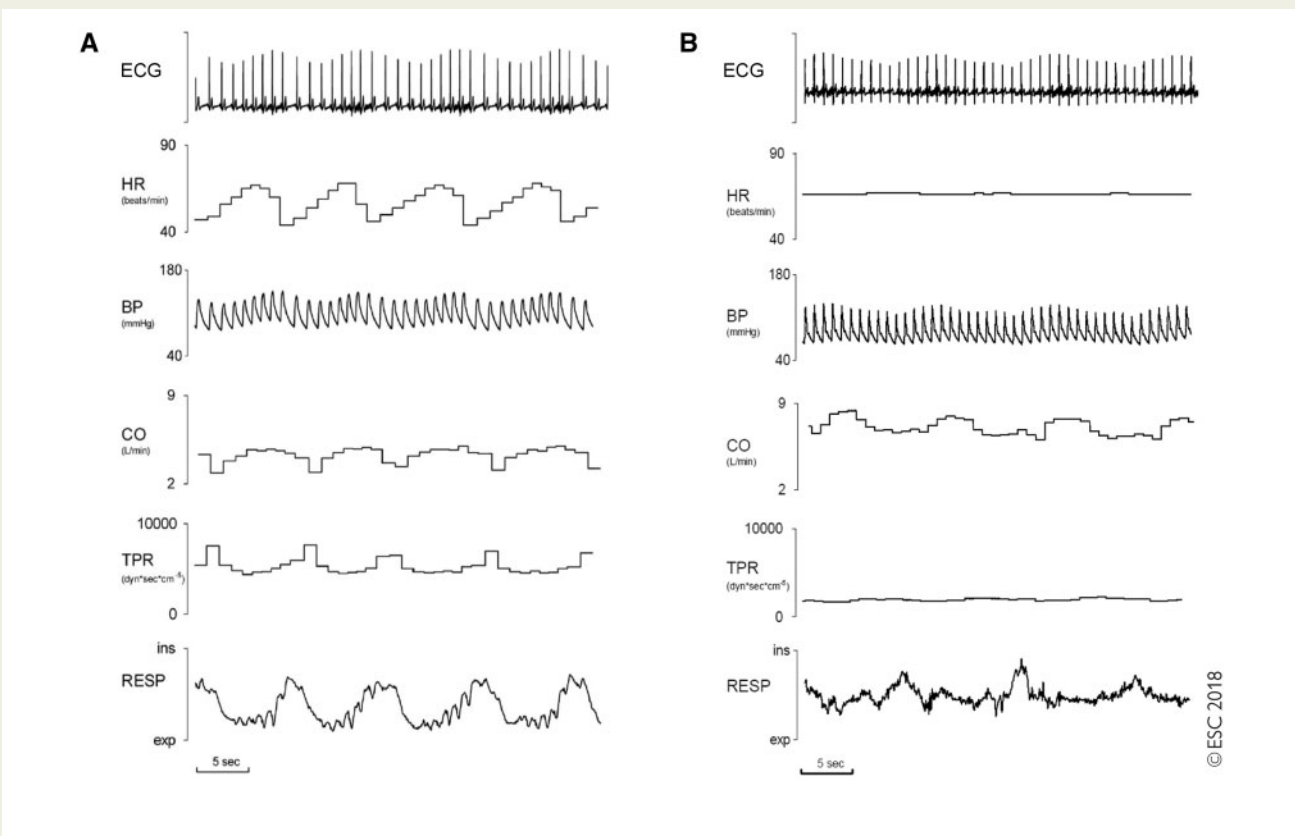 A
ECG
90
HR
(beats/min)
40
180
BP
(mmHg)
40
9
CO
(L/min)
2
10000
TPR
(dyn*sec*cm⁻⁵)
0
ins
RESP
exp
5 sec
B
ECG
90
HR
(beats/min)
40
180
BP
(mmHg)
40
9
CO
(L/min)
2
10000
TPR
(dyn*sec*cm⁻⁵)
0
ins
RESP
exp
5 sec
©ESC 2018